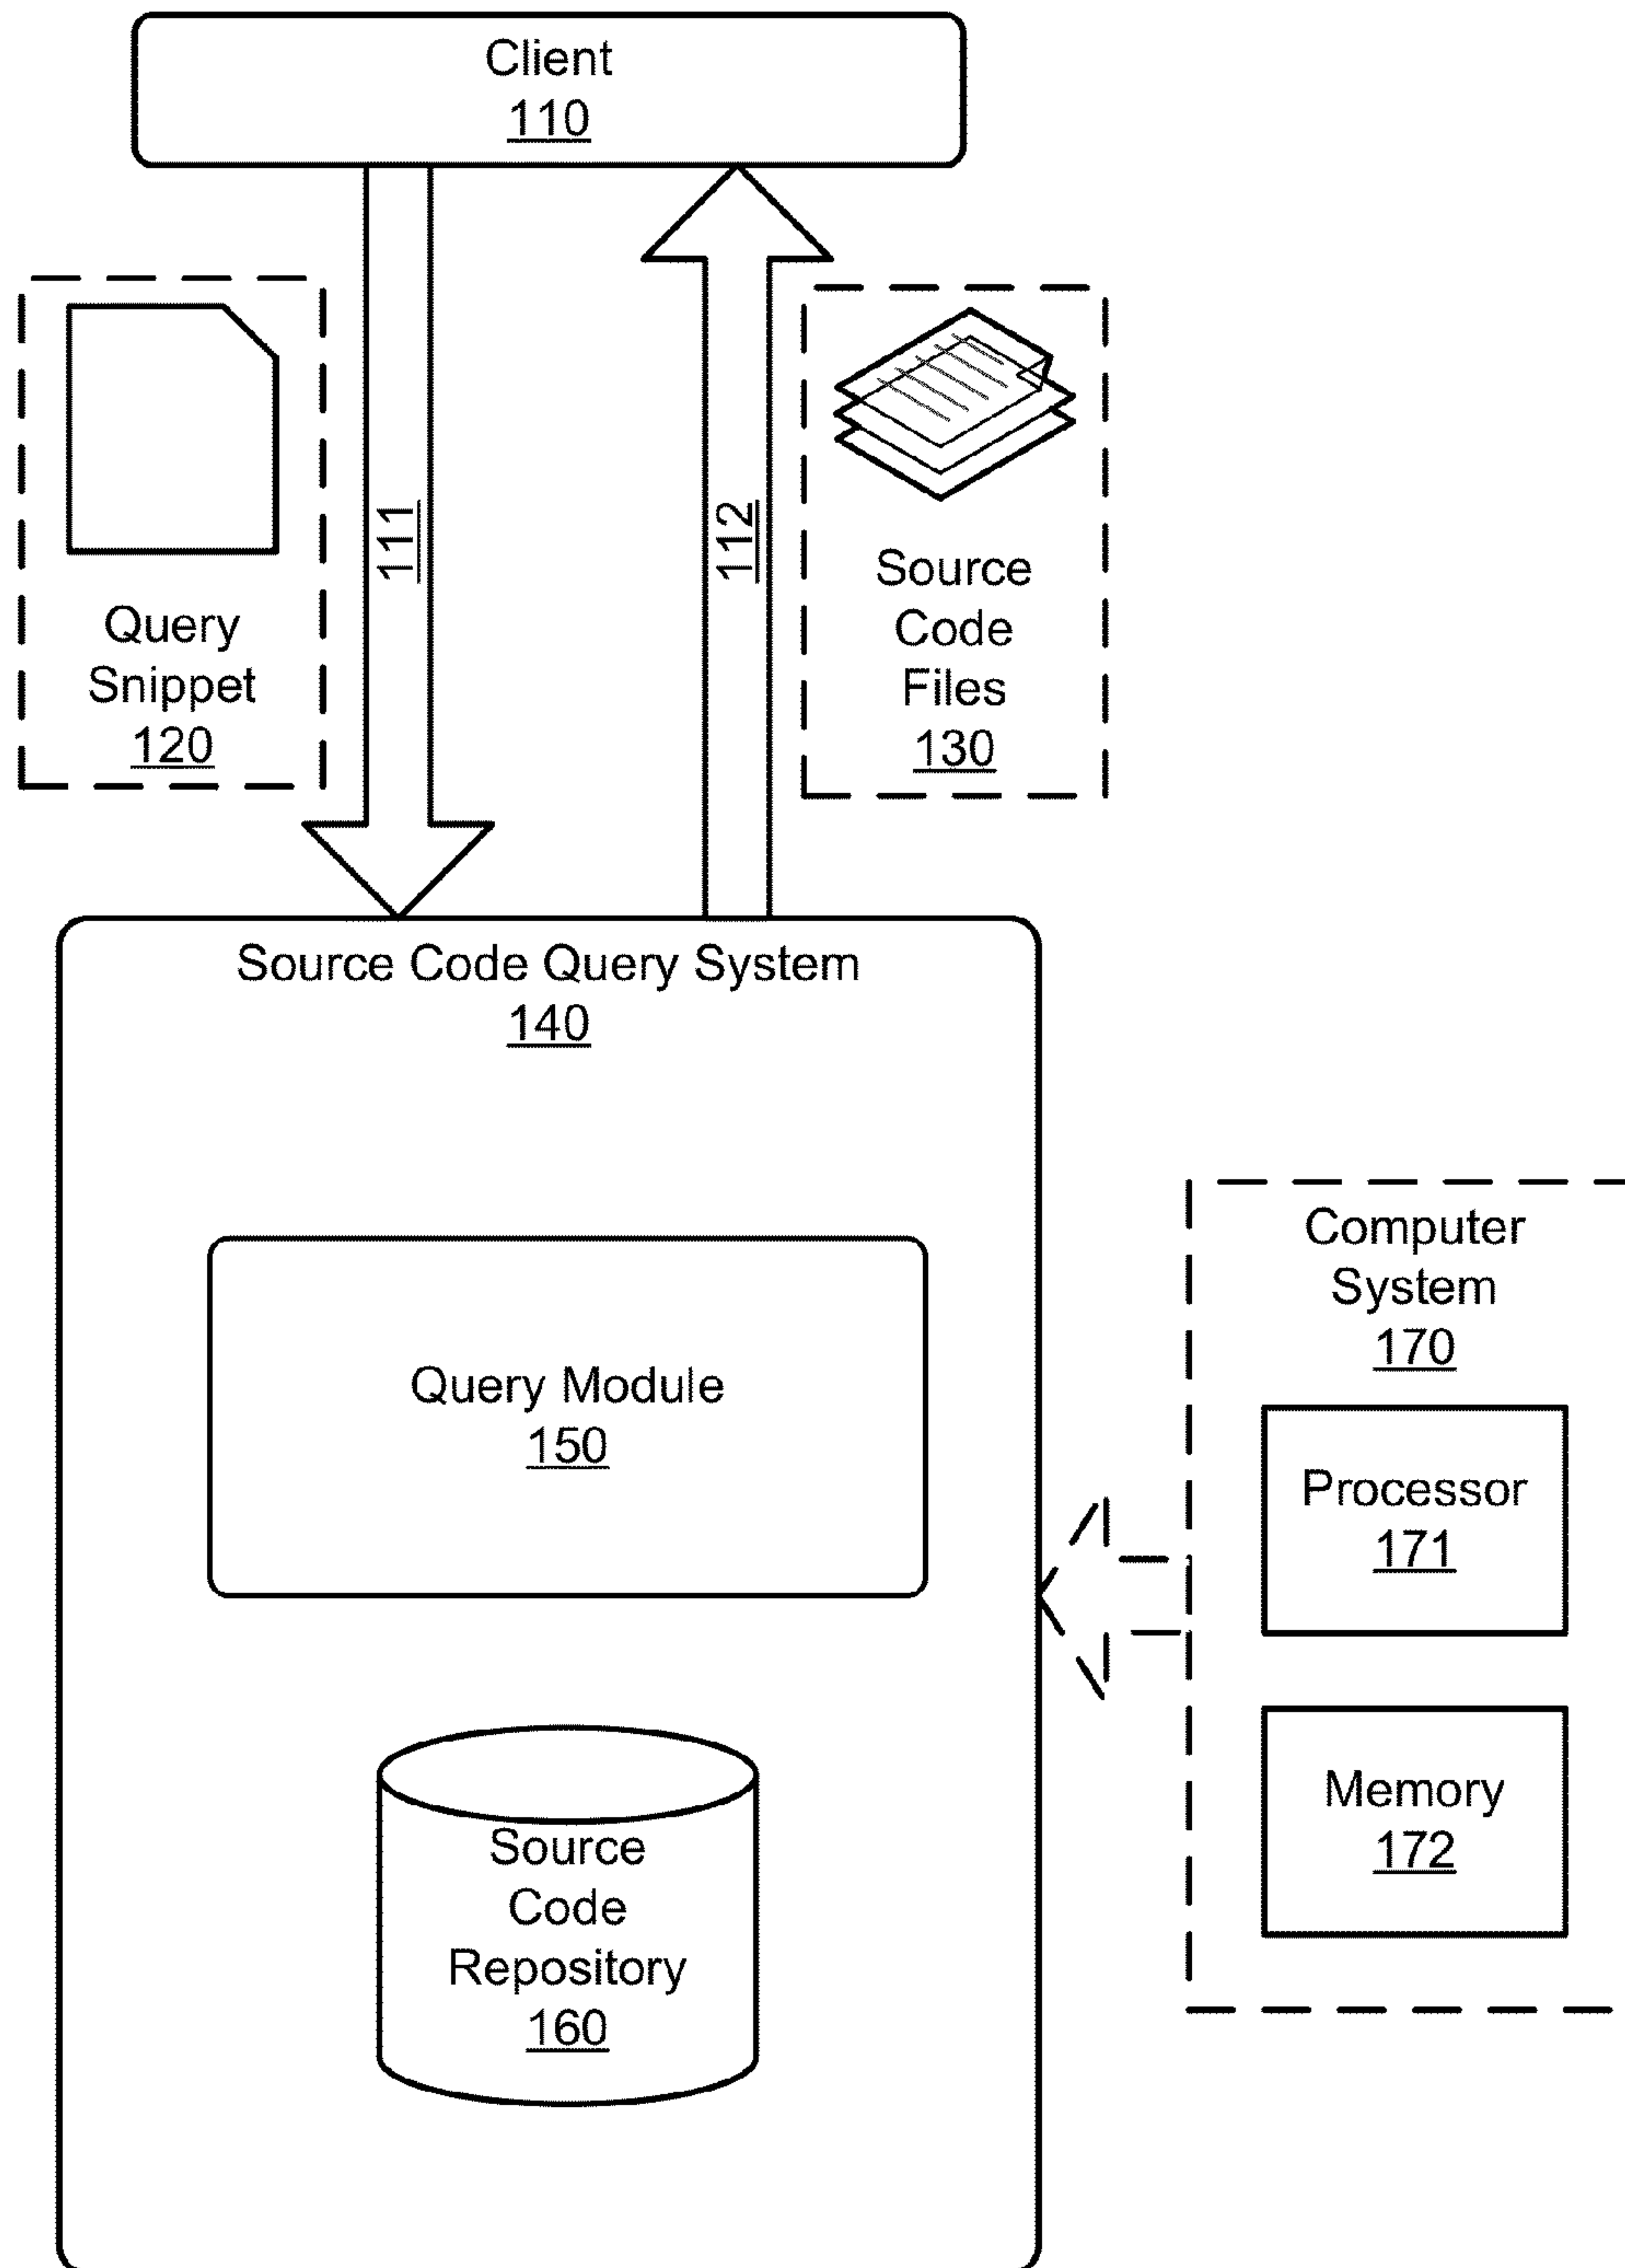 Client
110
111
112
Query
Snippet
120
Source
Code
Files
130
Source Code Query System
140
Query Module
150
Source
Code
Repository
160
Computer
System
170
Processor
171
Memory
172